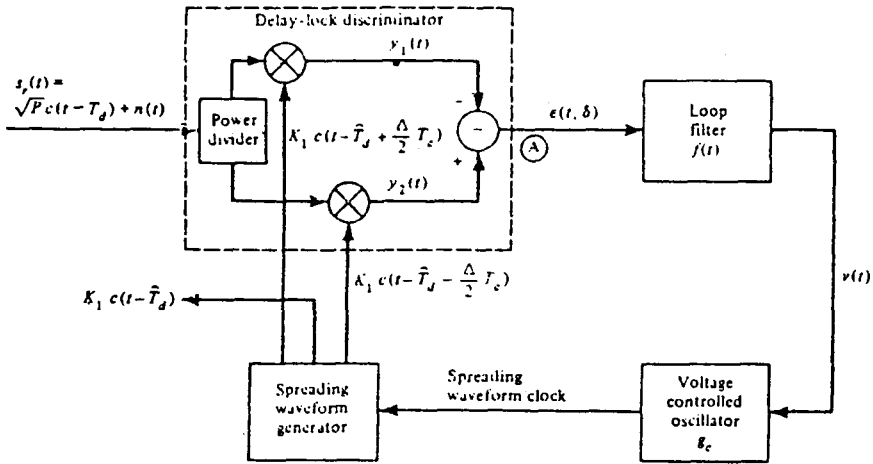 Delay-lock discriminator
s_r(t) =
√P c(t − T_d) + n(t)
Power
divider
y_1(t)
K_1 c(t − T̂_d + Δ/2 T_c)
y_2(t)
−
−
+
A
ε(t, δ)
Loop
filter
f(t)
K_1 c(t − T̂_d − Δ/2 T_c)
K_1 c(t − T̂_d)
v(t)
Spreading
waveform
generator
Spreading
waveform clock
Voltage
controlled
oscillator
g_c